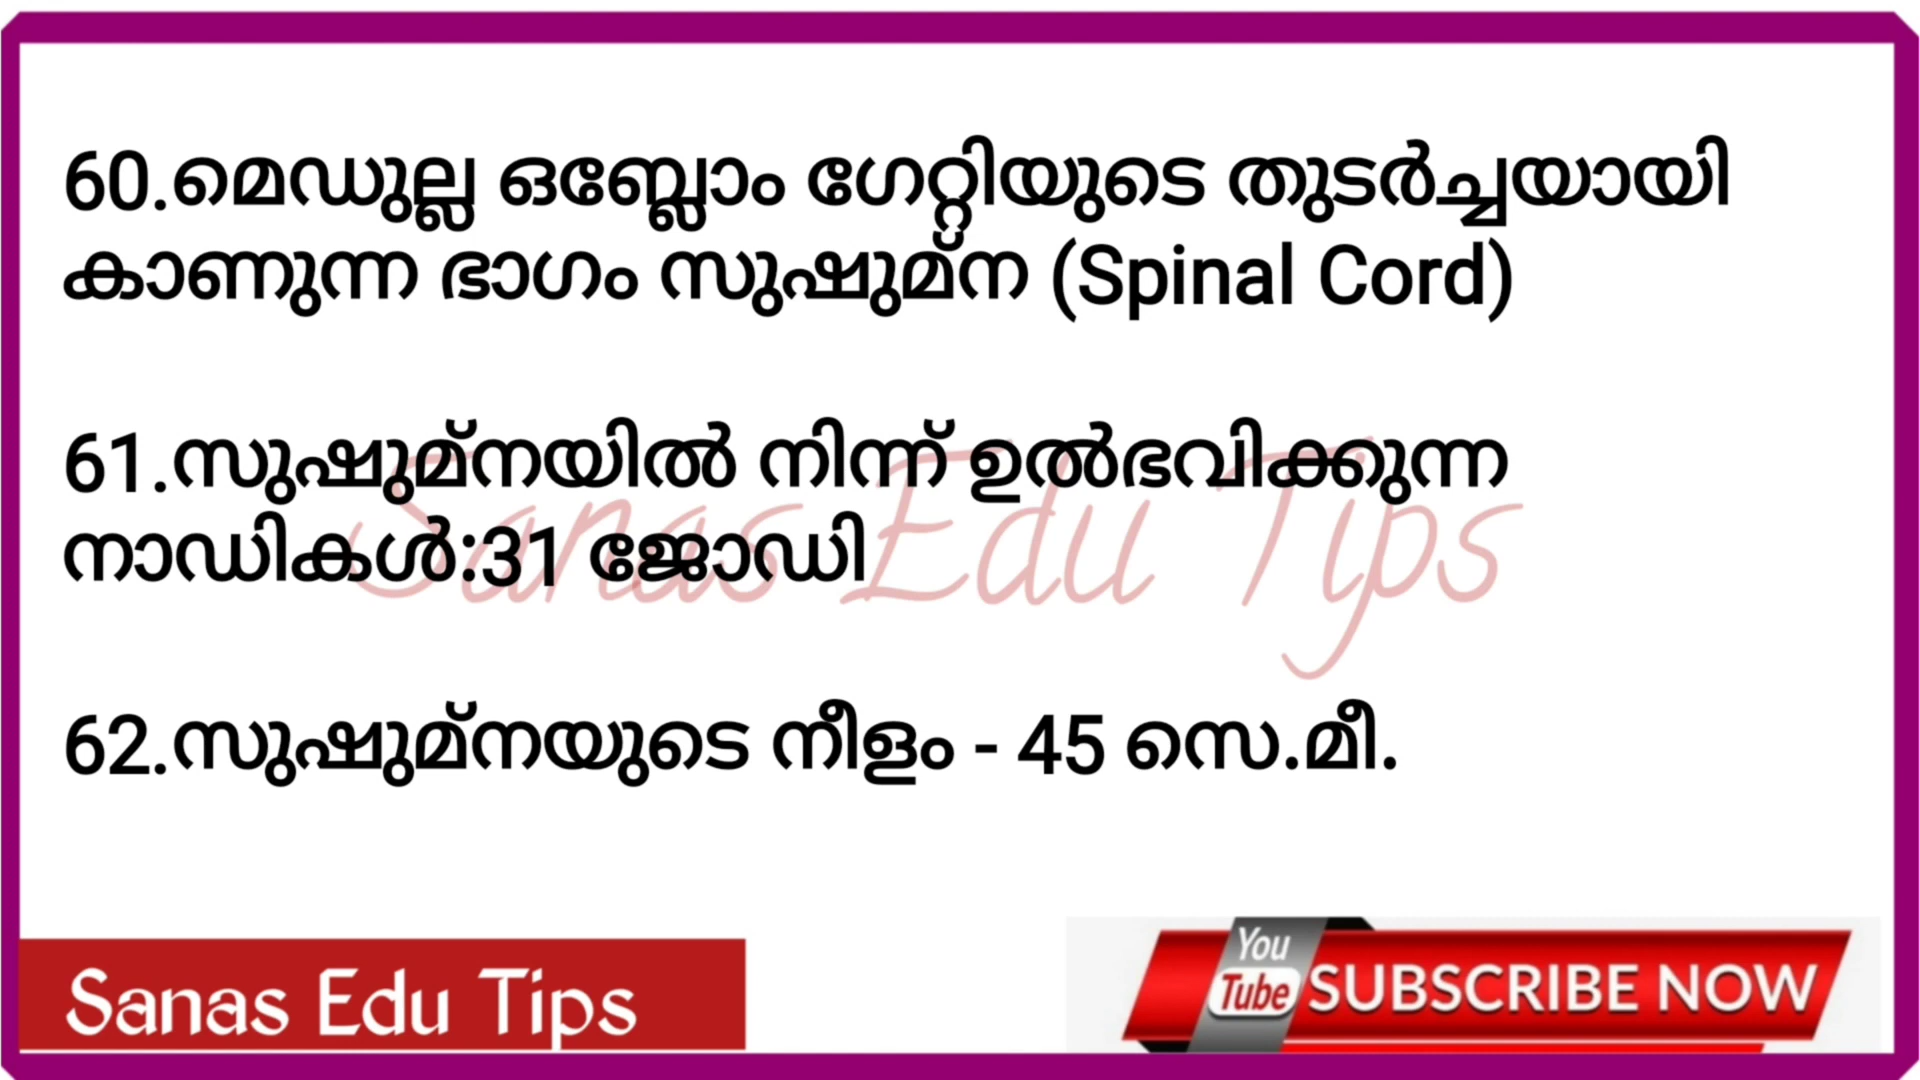 60.മെഡുല്ല ഒബ്ലോം ഗേറ്റിയുടെ തുടർച്ചയായി
കാണുന്ന ഭാഗം സുഷുമ്ന (Spinal Cord)
61.സുഷുമ്നയിൽ നിന്ന് ഉൽഭവിക്കുന്ന
നാഡികൾ:31 ജോഡി
Sanas Edu Tips
62.സുഷുമ്നയുടെ നീളം - 45 സെ.മീ.
Sanas Edu Tips
You Tube SUBSCRIBE NOW